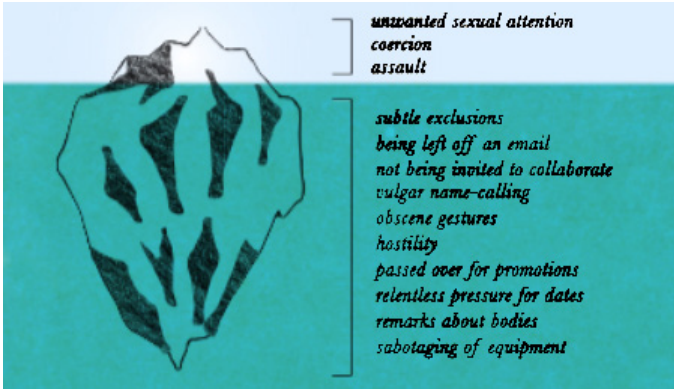 unwanted sexual attention
coercion
assault
subtle exclusions
being left off an email
not being invited to collaborate
vulgar name-calling
obscene gestures
hostility
passed over for promotions
relentless pressure for dates
remarks about bodies
sabotaging of equipment